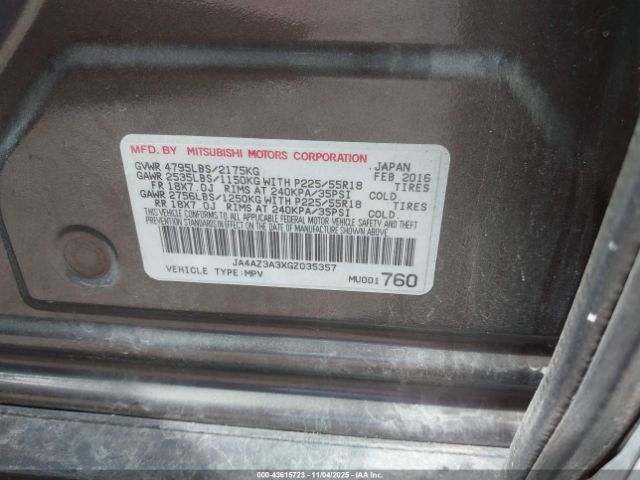 MFD. BY MITSUBISHI MOTORS CORPORATION
GVWR 4795LBS/2175KG JAPAN
GAWR 2535LBS/1150KG WITH P225/55R18 FEB 2016
FR 18X7.0J RIMS AT 240KPA/35PSI COLD. TIRES
GAWR 2756LBS/1250KG WITH P225/55R18
RR 18X7.0J RIMS AT 240KPA/35PSI COLD. TIRES
THIS VEHICLE CONFORMS TO ALL APPLICABLE FEDERAL MOTOR VEHICLE SAFETY, BUMPER, AND THEFT
PREVENTION STANDARDS IN EFFECT ON THE DATE OF MANUFACTURE SHOWN ABOVE.
JA4AZ3A3XGZ035357
VEHICLE TYPE: MPV MU001 760
000-43615723 - 11/04/2025 - copart.com